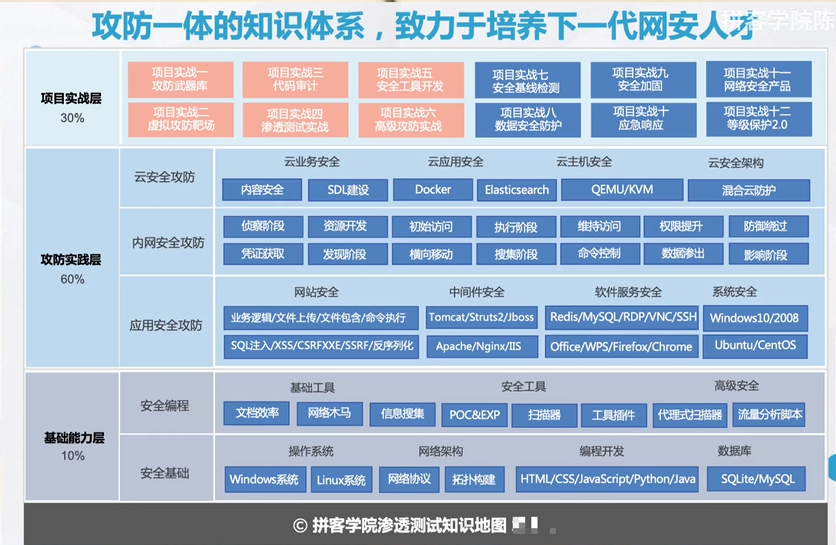 攻防一体的知识体系，致力于培养下一代网安人才
拼客学院陈
项目实战层
30%
项目实战一
攻防武器库
项目实战三
代码审计
项目实战五
安全工具开发
项目实战七
安全基线检测
项目实战九
安全加固
项目实战十一
网络安全产品
项目实战二
虚拟攻防靶场
项目实战四
渗透测试实战
项目实战六
高级攻防实战
项目实战八
数据安全防护
项目实战十
应急响应
项目实战十二
等级保护2.0
攻防实践层
60%
云安全攻防
云业务安全
云应用安全
云主机安全
云安全架构
内容安全
SDL建设
Docker
Elasticsearch
QEMU/KVM
混合云防护
内网安全攻防
侦察阶段
资源开发
初始访问
执行阶段
维持访问
权限提升
防御绕过
凭证获取
发现阶段
横向移动
搜集阶段
命令控制
数据渗出
影响阶段
应用安全攻防
网站安全
中间件安全
软件服务安全
系统安全
业务逻辑/文件上传/文件包含/命令执行
Tomcat/Struts2/Jboss
Redis/MySQL/RDP/VNC/SSH
Windows10/2008
SQL注入/XSS/CSRFXXE/SSRF/反序列化
Apache/Nginx/IIS
Office/WPS/Firefox/Chrome
Ubuntu/CentOS
基础能力层
10%
安全编程
基础工具
安全工具
高级安全
文档效率
网络木马
信息搜集
POC&EXP
扫描器
工具插件
代理式扫描器
流量分析脚本
安全基础
操作系统
网络架构
编程开发
数据库
Windows系统
Linux系统
网络协议
拓扑构建
HTML/CSS/JavaScript/Python/Java
SQLite/MySQL
© 拼客学院渗透测试知识地图